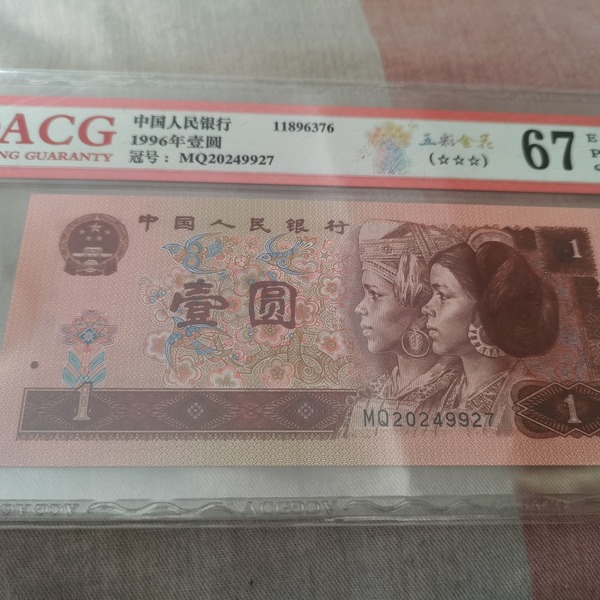 ACG
NG GUARANTY
中国人民银行 11896376
1996年壹圆
冠号： MQ20249927
五彩金花
(☆☆☆)
67
E
P
中国人民银行
壹圆
1
1
1
MQ20249927